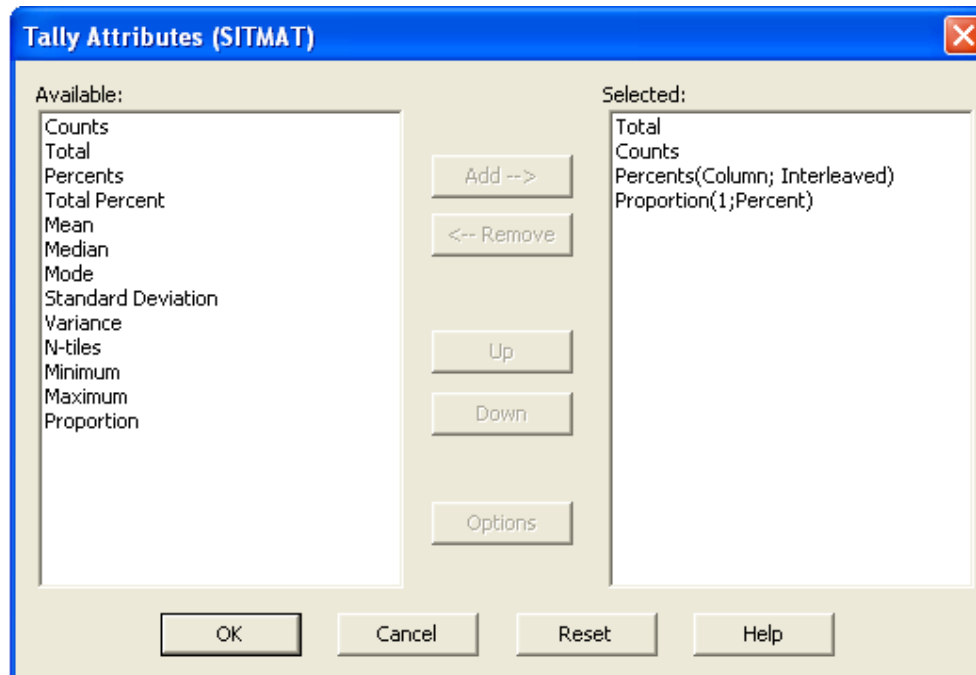 Tally Attributes (SITMAT)
Available:
Counts
Total
Percents
Total Percent
Mean
Median
Mode
Standard Deviation
Variance
N-tiles
Minimum
Maximum
Proportion
Add -->
<-- Remove
Up
Down
Options
Selected:
Total
Counts
Percents(Column; Interleaved)
Proportion(1;Percent)
OK
Cancel
Reset
Help